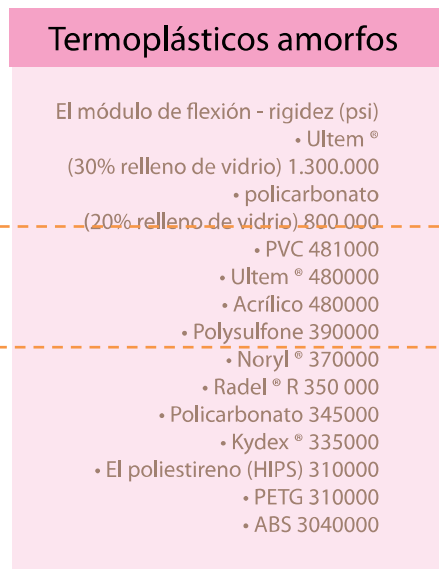 Termoplásticos amorfos
El módulo de flexión - rigidez (psi)
• Ultem ®
(30% relleno de vidrio) 1.300.000
• policarbonato
(20% relleno de vidrio) 800 000
• PVC 481000
• Ultem ® 480000
• Acrílico 480000
• Polysulfone 390000
• Noryl ® 370000
• Radel ® R 350 000
• Policarbonato 345000
• Kydex ® 335000
• El poliestireno (HIPS) 310000
• PETG 310000
• ABS 3040000